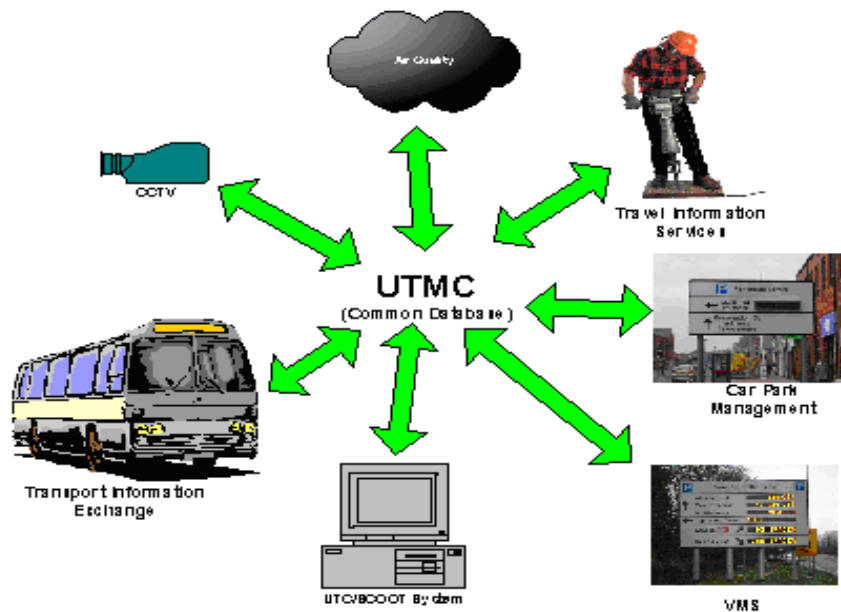 Air Quality
CCTV
Travel Information
Services
UTMC
(Common Database)
Car Park
Management
Transport Information
Exchange
UTC/SCOOT System
VMS